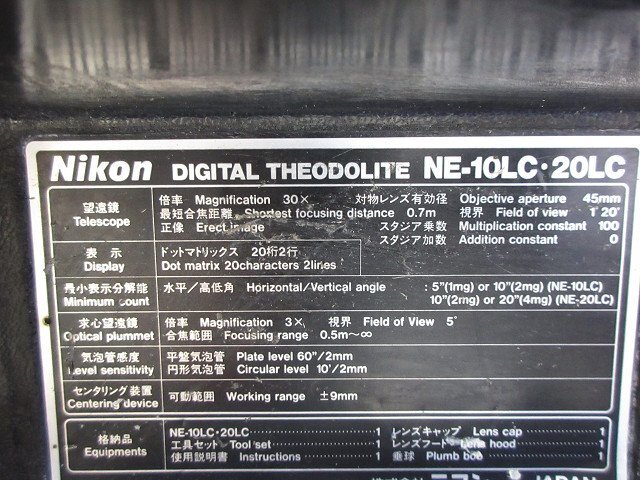 Nikon DIGITAL THEODOLITE NE-10LC・20LC
望遠鏡
Telescope
倍率 Magnification 30× 対物レンズ有効径 Objective aperture 45mm
最短合焦距離 Shortest focusing distance 0.7m 視界 Field of view 1°20'
正像 Erect image スタジア乗数 Multiplication constant 100
スタジア加数 Addition constant 0
表示
Display
ドットマトリックス 20桁2行
Dot matrix 20characters 2lines
最小表示分解能
Minimum count
水平/高低角 Horizontal/Vertical angle : 5"(1mg) or 10"(2mg) (NE-10LC)
10"(2mg) or 20"(4mg) (NE-20LC)
求心望遠鏡
Optical plummet
倍率 Magnification 3× 視界 Field of View 5°
合焦範囲 Focusing range 0.5m~∞
気泡管感度
Level sensitivity
平盤気泡管 Plate level 60"/2mm
円形気泡管 Circular level 10'/2mm
センタリング装置
Centering device
可動範囲 Working range ±9mm
格納品
Equipments
NE-10LC・20LC 1 レンズキャップ Lens cap 1
工具セット Tool set 1 レンズフード Lens hood 1
使用説明書 Instructions 1 垂球 Plumb bob 1
株式会社 ニコン JAPAN